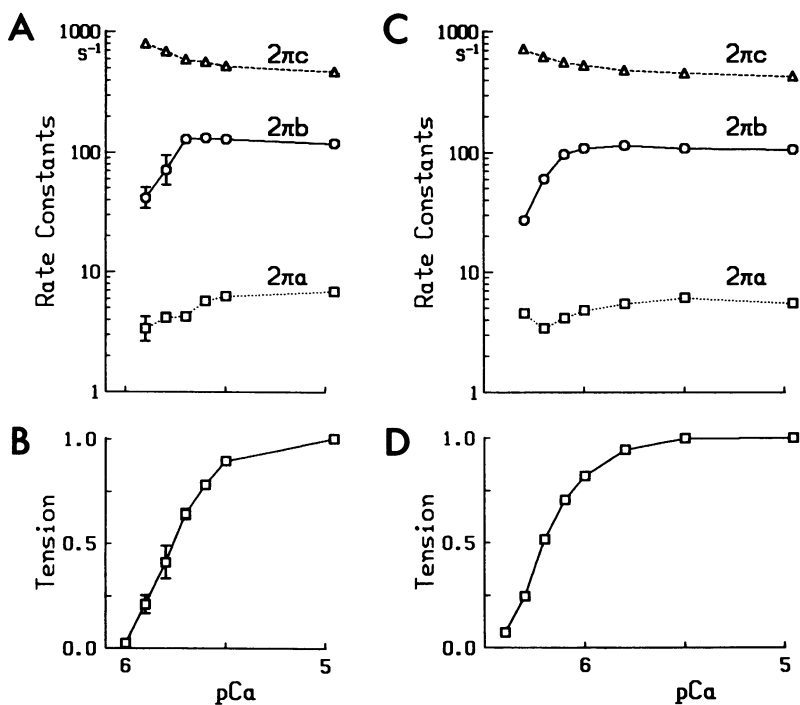 A
1000
s⁻¹
100
10
1
Rate Constants
2πc
2πb
2πa
C
1000
s⁻¹
100
10
1
Rate Constants
2πc
2πb
2πa
B
1.0
0.5
0.0
Tension
6
5
pCa
D
1.0
0.5
0.0
Tension
6
5
pCa